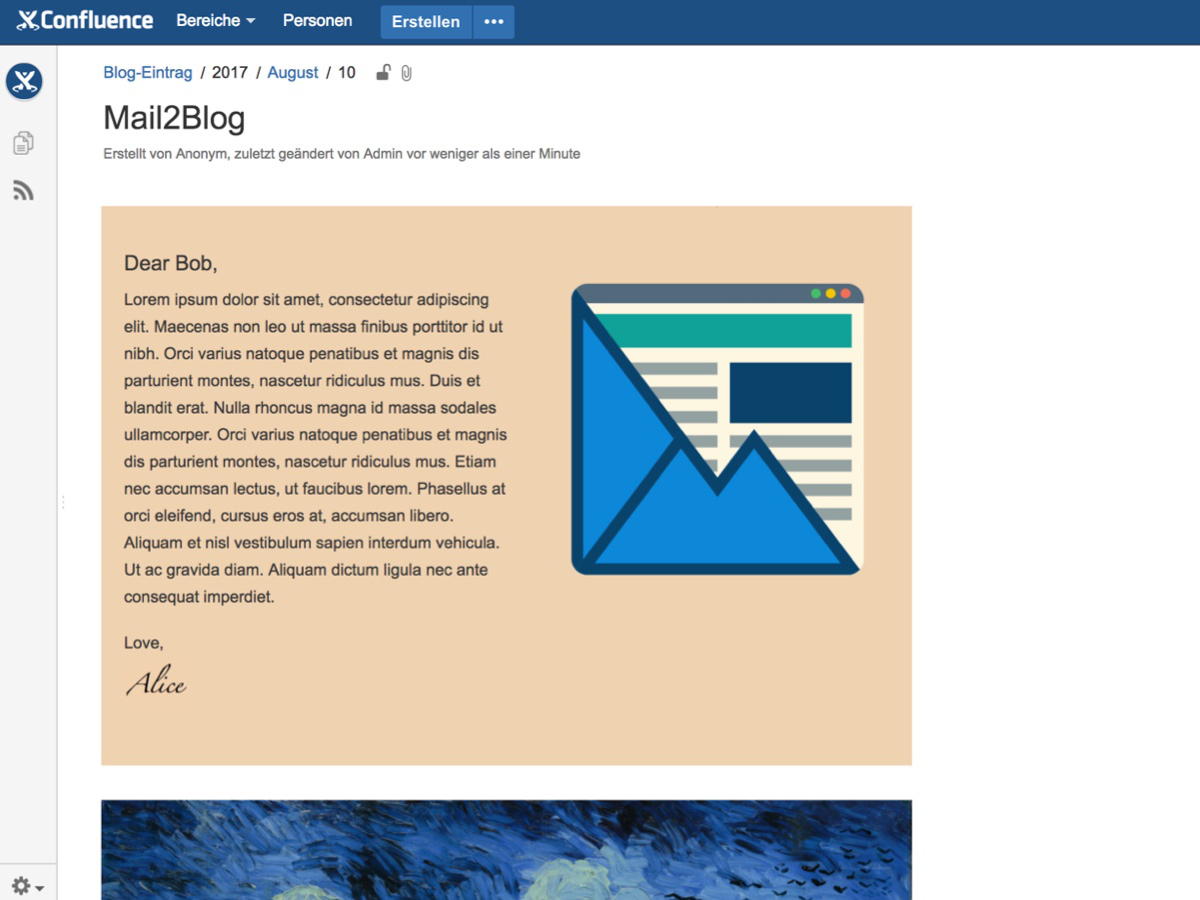 Confluence Bereiche Personen Erstellen •••
Blog-Eintrag / 2017 / August / 10
Mail2Blog
Erstellt von Anonym, zuletzt geändert von Admin vor weniger als einer Minute
Dear Bob,
Lorem ipsum dolor sit amet, consectetur adipiscing
elit. Maecenas non leo ut massa finibus porttitor id ut
nibh. Orci varius natoque penatibus et magnis dis
parturient montes, nascetur ridiculus mus. Duis et
blandit erat. Nulla rhoncus magna id massa sodales
ullamcorper. Orci varius natoque penatibus et magnis
dis parturient montes, nascetur ridiculus mus. Etiam
nec accumsan lectus, ut faucibus lorem. Phasellus at
orci eleifend, cursus eros at, accumsan libero.
Aliquam et nisl vestibulum sapien interdum vehicula.
Ut ac gravida diam. Aliquam dictum ligula nec ante
consequat imperdiet.
Love,
Alice